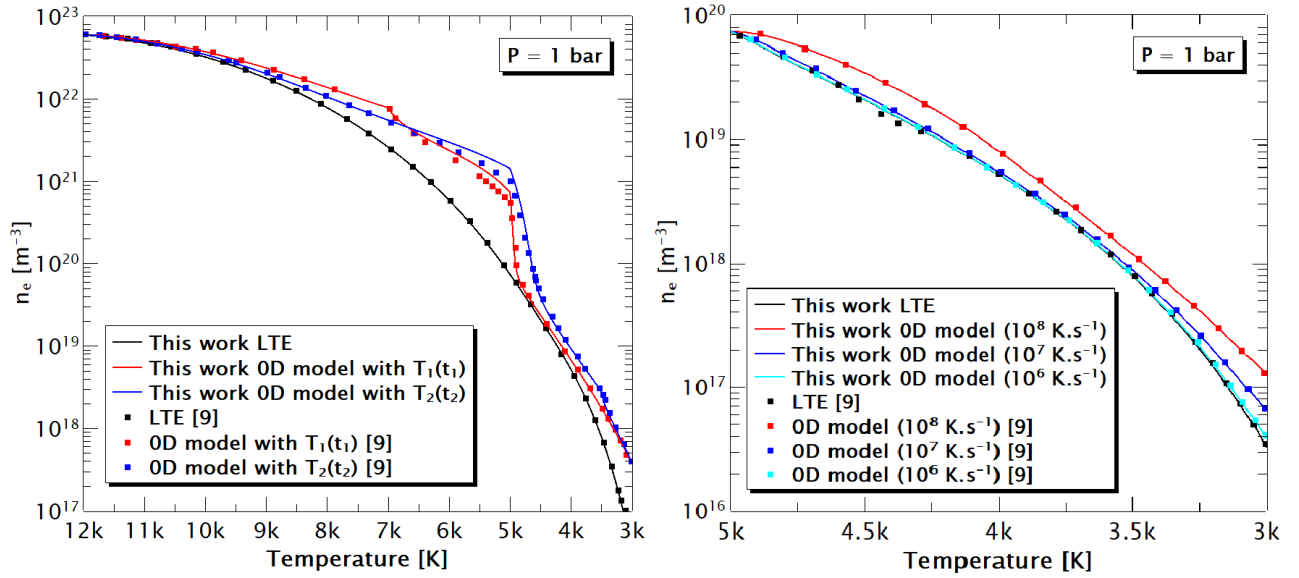 10²³
10²²
10²¹
10²⁰
10¹⁹
10¹⁸
10¹⁷
nₑ [m⁻³]
P = 1 bar
This work LTE
This work 0D model with T₁(t₁)
This work 0D model with T₂(t₂)
LTE [9]
0D model with T₁(t₁) [9]
0D model with T₂(t₂) [9]
12k 11k 10k 9k 8k 7k 6k 5k 4k 3k
Temperature [K]
10²⁰
10¹⁹
10¹⁸
10¹⁷
10¹⁶
nₑ [m⁻³]
P = 1 bar
This work LTE
This work 0D model (10⁸ K.s⁻¹)
This work 0D model (10⁷ K.s⁻¹)
This work 0D model (10⁶ K.s⁻¹)
LTE [9]
0D model (10⁸ K.s⁻¹) [9]
0D model (10⁷ K.s⁻¹) [9]
0D model (10⁶ K.s⁻¹) [9]
5k 4.5k 4k 3.5k 3k
Temperature [K]